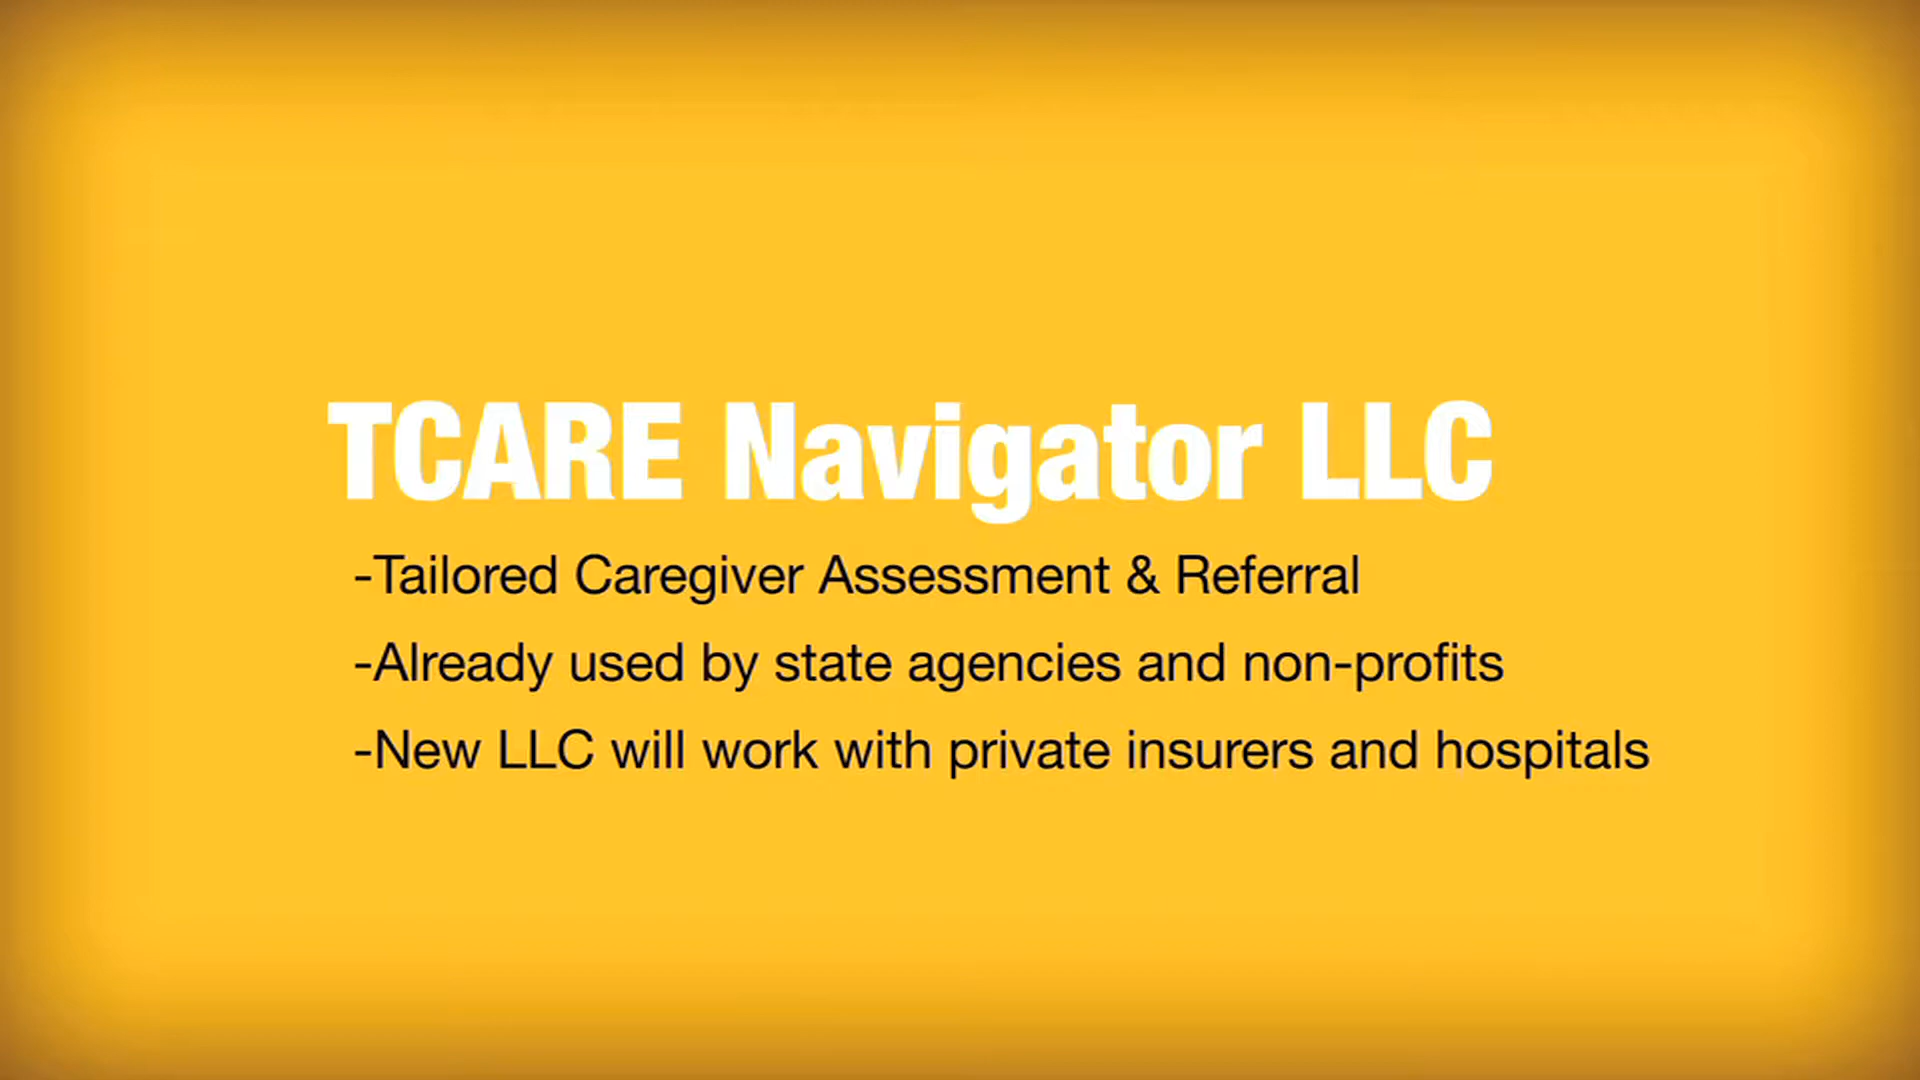 TCARE Navigator LLC
-Tailored Caregiver Assessment & Referral
-Already used by state agencies and non-profits
-New LLC will work with private insurers and hospitals